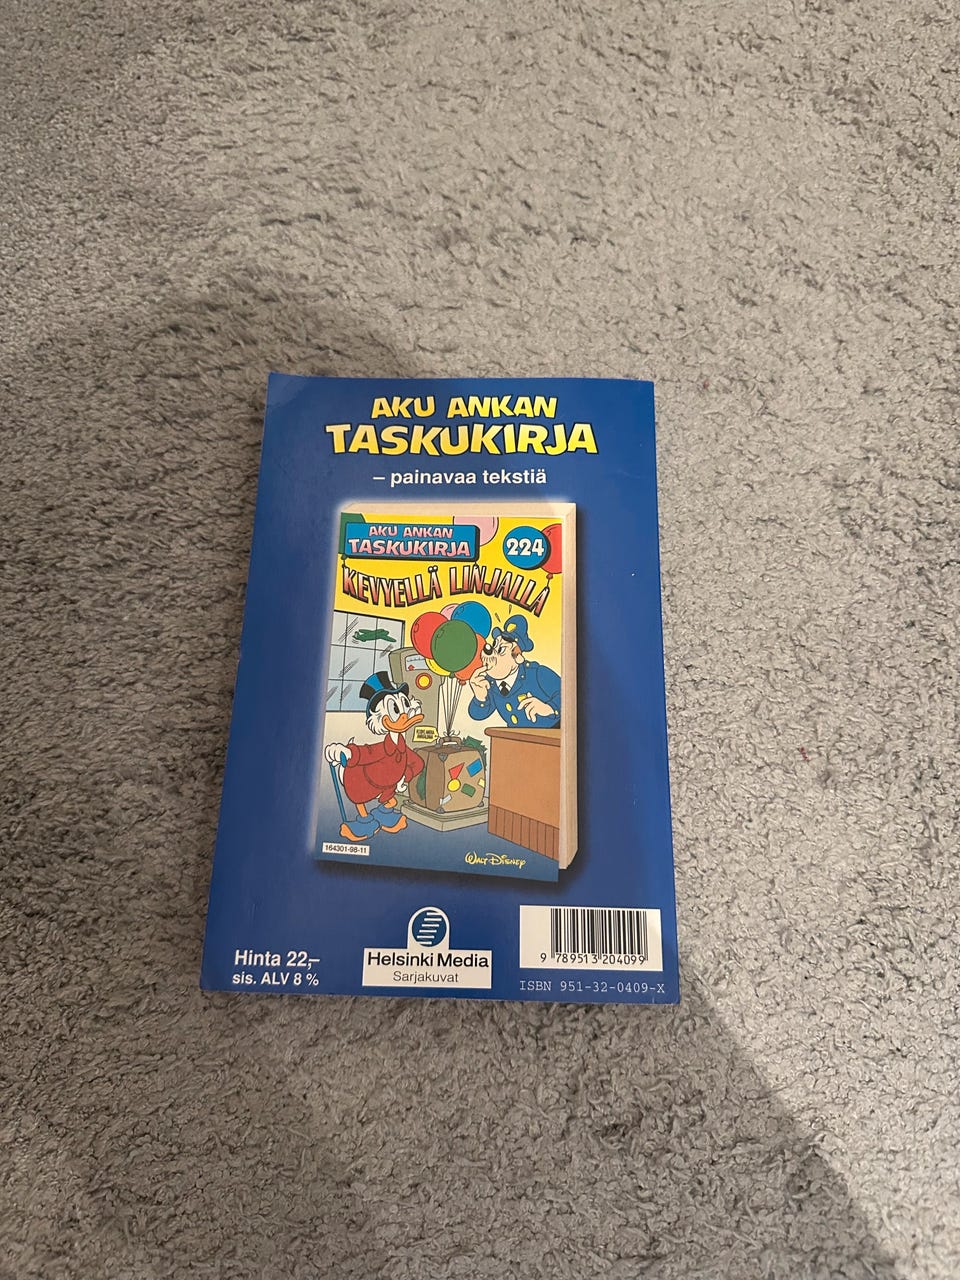 AKU ANKAN
TASKUKIRJA
– painavaa tekstiä
AKU ANKAN
TASKUKIRJA
224
KEVYELLÄ LINJALLA
164301-98-11
WALT DISNEY
Hinta 22,–
sis. ALV 8 %
Helsinki Media
Sarjakuvat
9 789513 204099
ISBN 951-32-0409-X